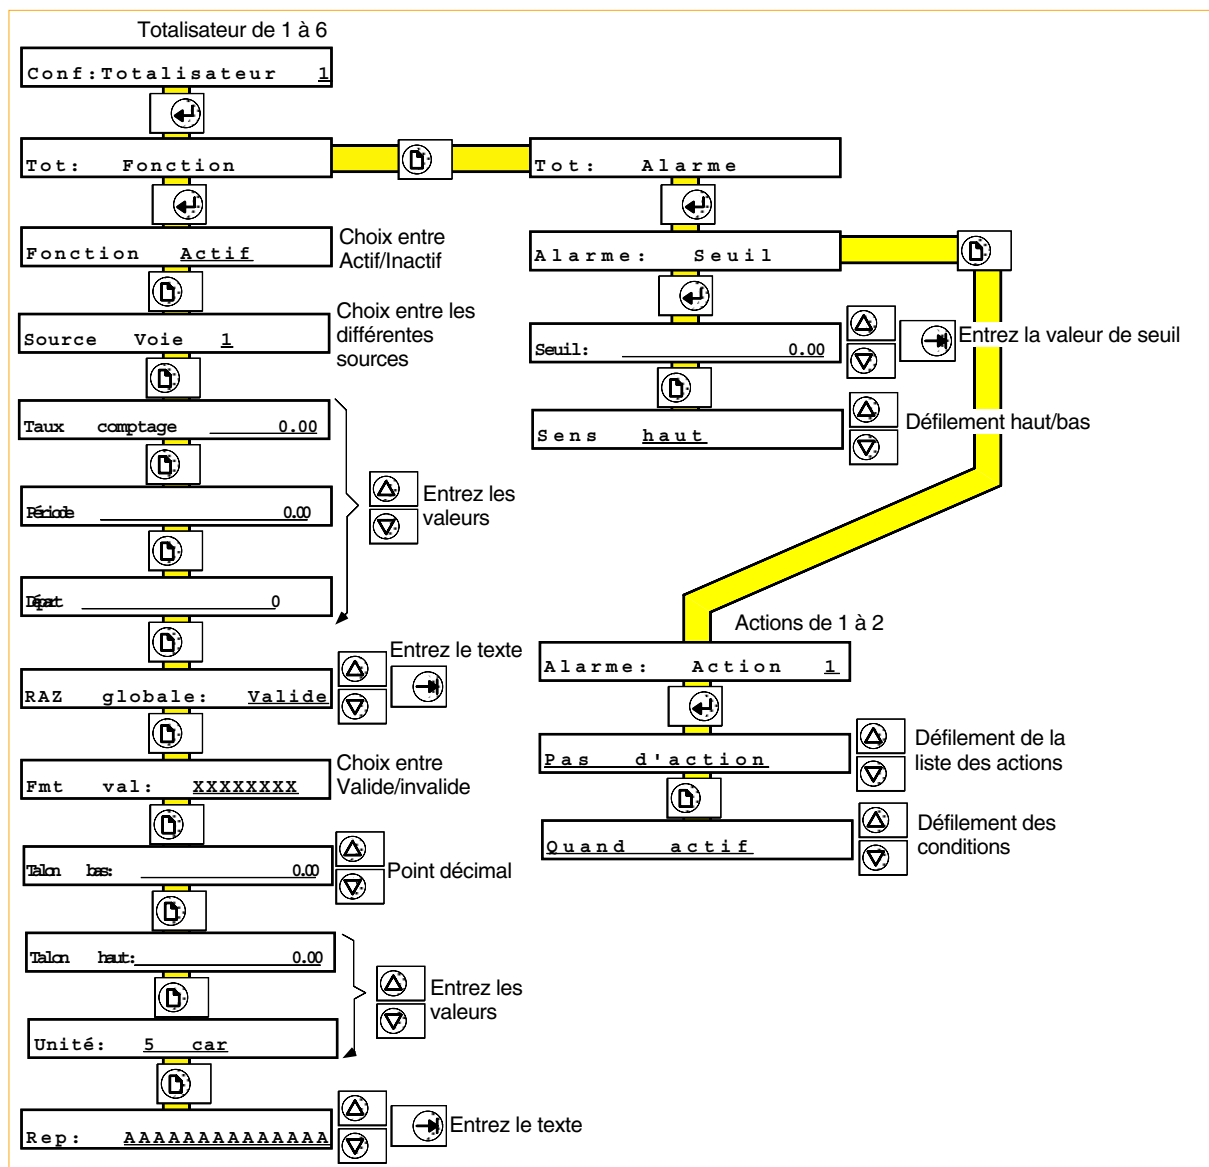 Totalisateur de 1 à 6
Conf:Totalisateur 1
Tot: Fonction
Tot: Alarme
Fonction Actif
Choix entre
Actif/Inactif
Alarme: Seuil
Source Voie 1
Choix entre les
différentes
sources
Seuil: 0.00
Entrez la valeur de seuil
Taux comptage 0.00
Sens haut
Défilement haut/bas
Période 0.00
Entrez les
valeurs
Départ 0
Actions de 1 à 2
RAZ globale: Valide
Entrez le texte
Alarme: Action 1
Fmt val: XXXXXXXX
Choix entre
Valide/invalide
Pas d'action
Défilement de la
liste des actions
Quand actif
Défilement des
conditions
Talon bas: 0.00
Point décimal
Talon haut: 0.00
Entrez les
valeurs
Unité: 5 car
Rep: AAAAAAAAAAAAAA
Entrez le texte